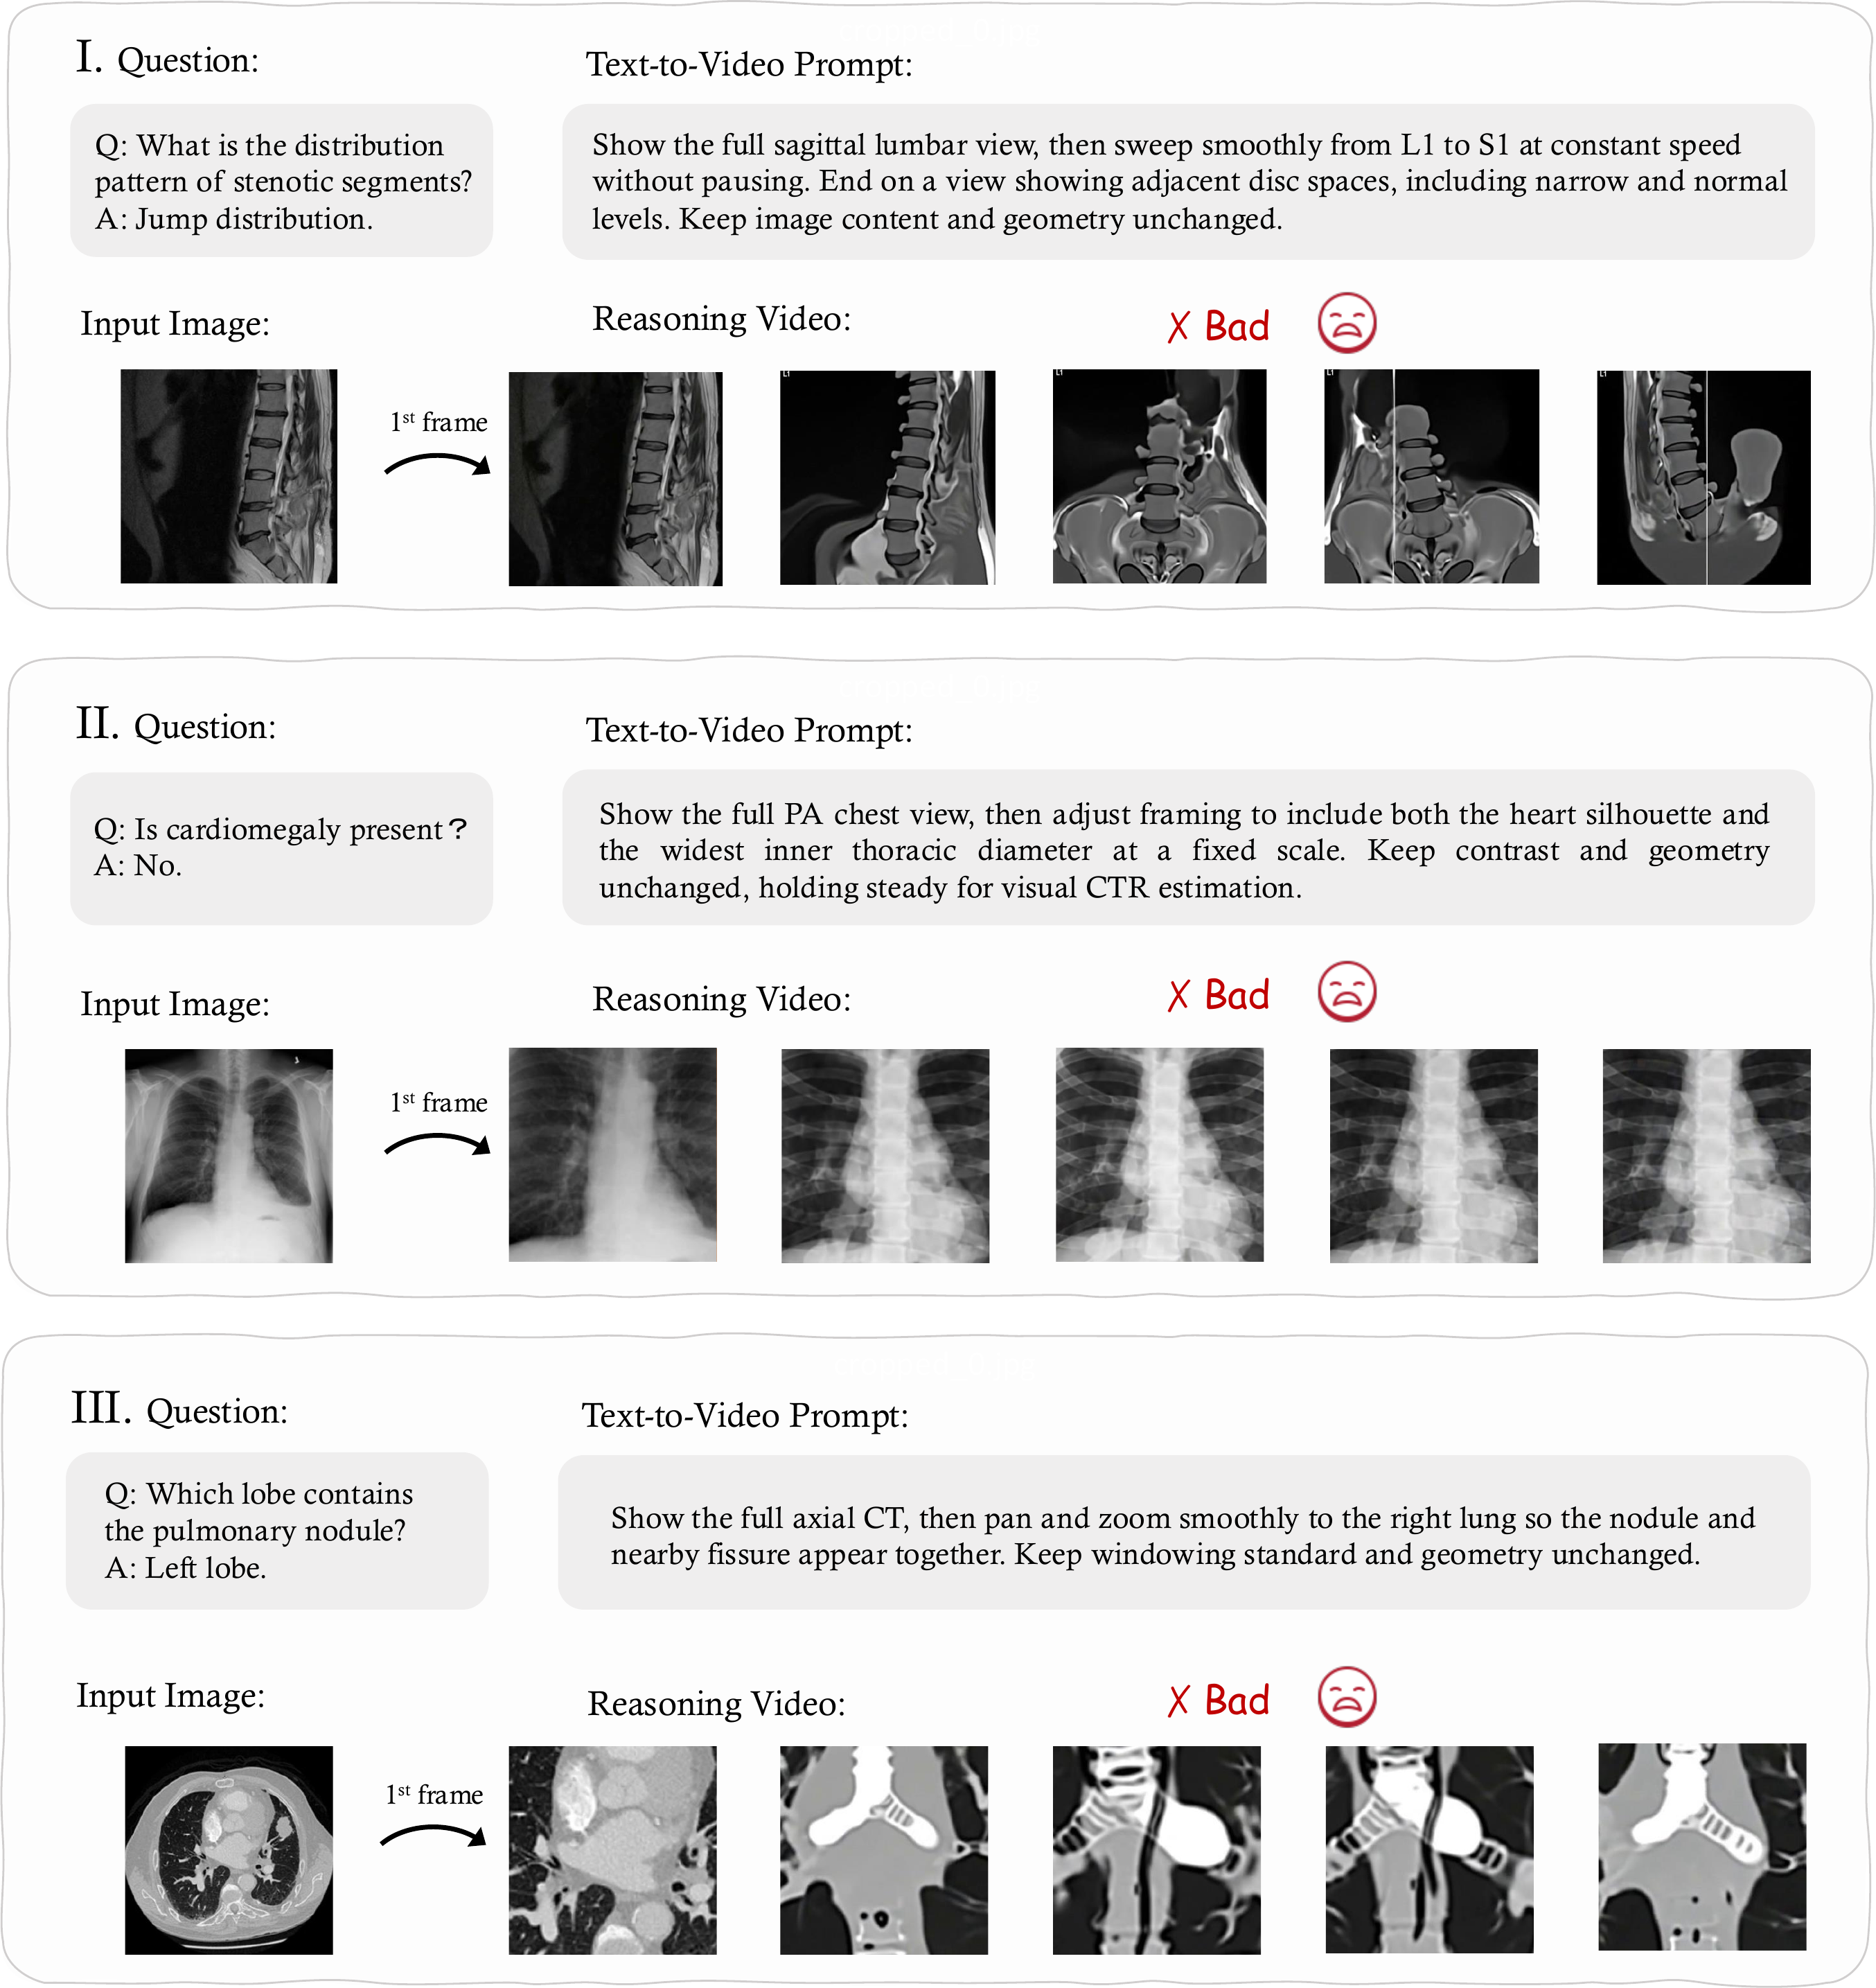 I. Question:
Text-to-Video Prompt:
Q: What is the distribution
pattern of stenotic segments?
A: Jump distribution.
Show the full sagittal lumbar view, then sweep smoothly from L1 to S1 at constant speed
without pausing. End on a view showing adjacent disc spaces, including narrow and normal
levels. Keep image content and geometry unchanged.
Input Image:
Reasoning Video:
✗ Bad
1st frame
L1
L1
L1
L1
II. Question:
Text-to-Video Prompt:
Q: Is cardiomegaly present?
A: No.
Show the full PA chest view, then adjust framing to include both the heart silhouette and
the widest inner thoracic diameter at a fixed scale. Keep contrast and geometry
unchanged, holding steady for visual CTR estimation.
Input Image:
Reasoning Video:
✗ Bad
1st frame
III. Question:
Text-to-Video Prompt:
Q: Which lobe contains
the pulmonary nodule?
A: Left lobe.
Show the full axial CT, then pan and zoom smoothly to the right lung so the nodule and
nearby fissure appear together. Keep windowing standard and geometry unchanged.
Input Image:
Reasoning Video:
✗ Bad
1st frame